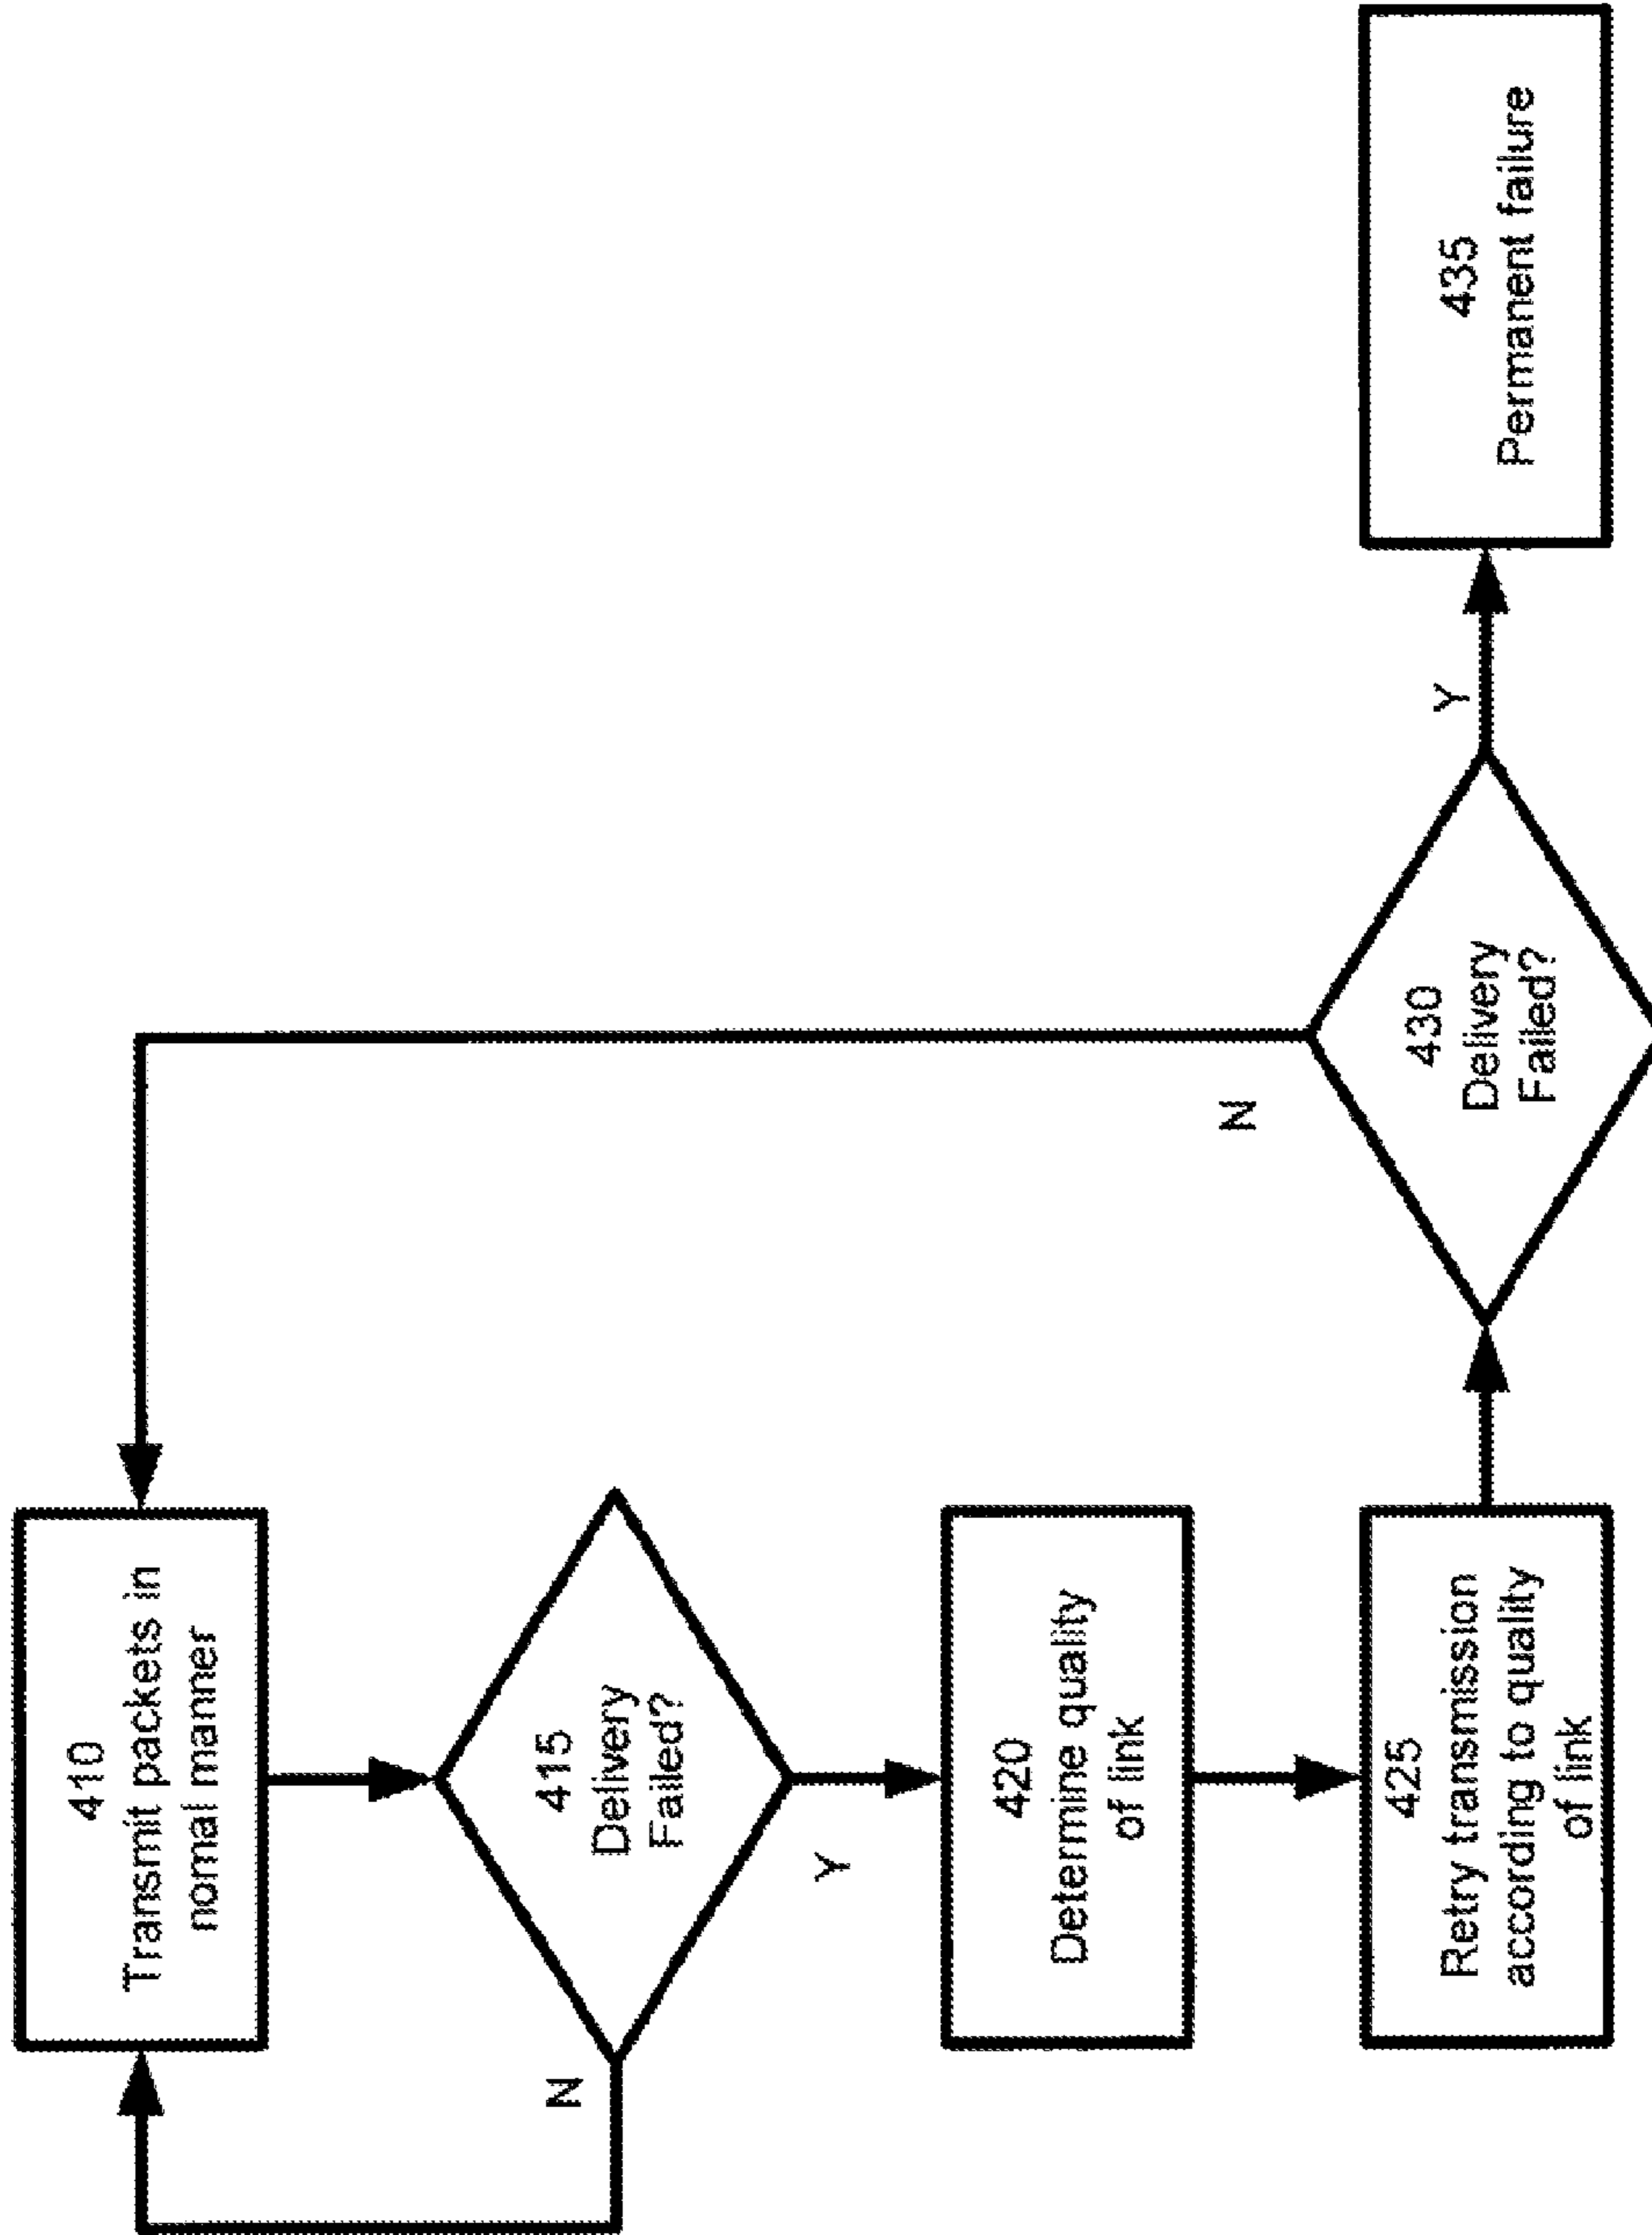 410
Transmit packets in
nomal manner
415
Delivery
Failed?
N
Y
420
Determine quality
of link
425
Retry transmission
according to quality
of link
430
Delivery
Failed?
N
Y
435
Permanent failure